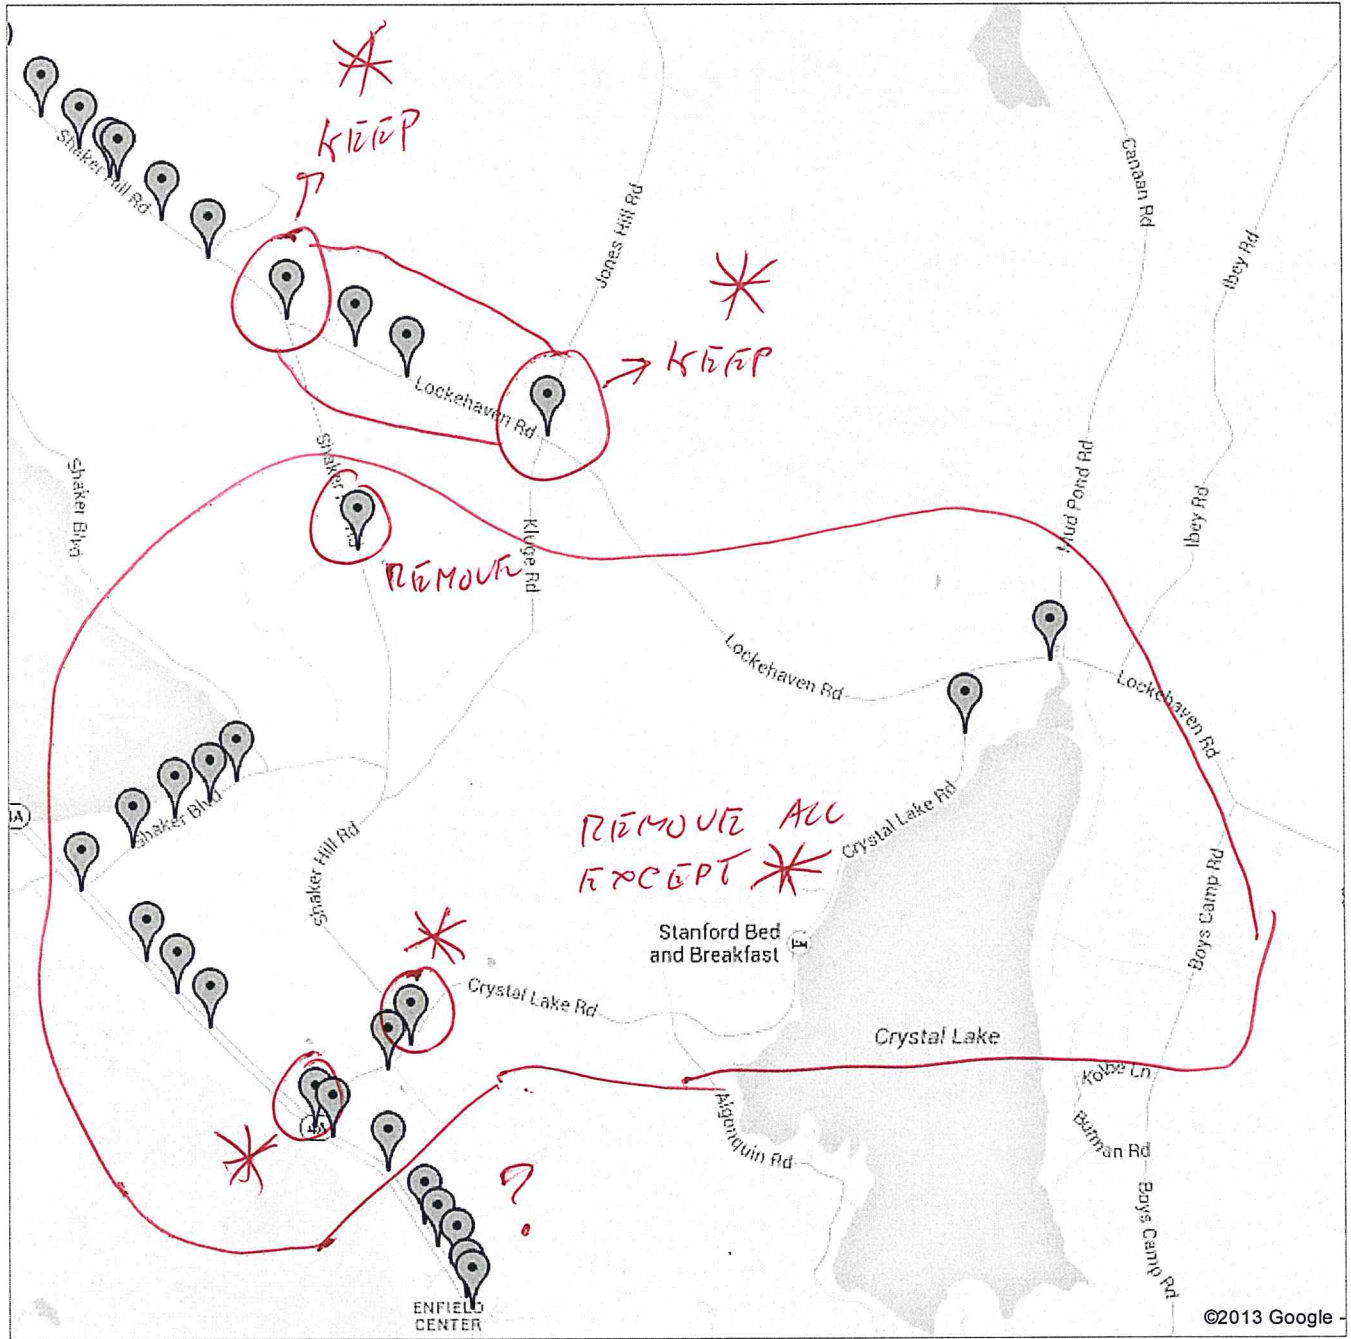 KEEP
Shaker Hill Rd
Jones Hill Rd
Canaan Rd
Ibey Rd
KEEP
Lockehaven Rd
Shaker Blvd
Shaker Rd
Kluge Rd
Mud Pond Rd
Ibey Rd
REMOVE
Lockehaven Rd
Lockehaven Rd
Shaker Blvd
Shaker Hill Rd
REMOVE ALL
EXCEPT
Crystal Lake Rd
Boys Camp Rd
Stanford Bed
and Breakfast
Crystal Lake Rd
Crystal Lake
Kolbe Ln
4A
Algonquin Rd
Butman Rd
?
Boys Camp Rd
ENFIELD
CENTER
©2013 Google -